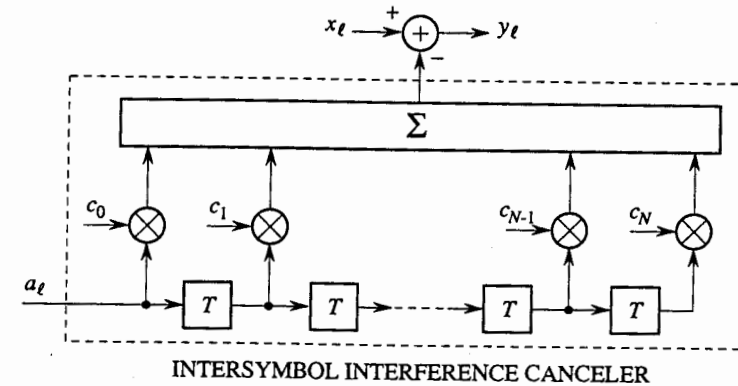 x_ℓ + + y_ℓ
−
Σ
c_0 c_1 c_{N-1} c_N
a_ℓ T T T T
INTERSYMBOL INTERFERENCE CANCELER